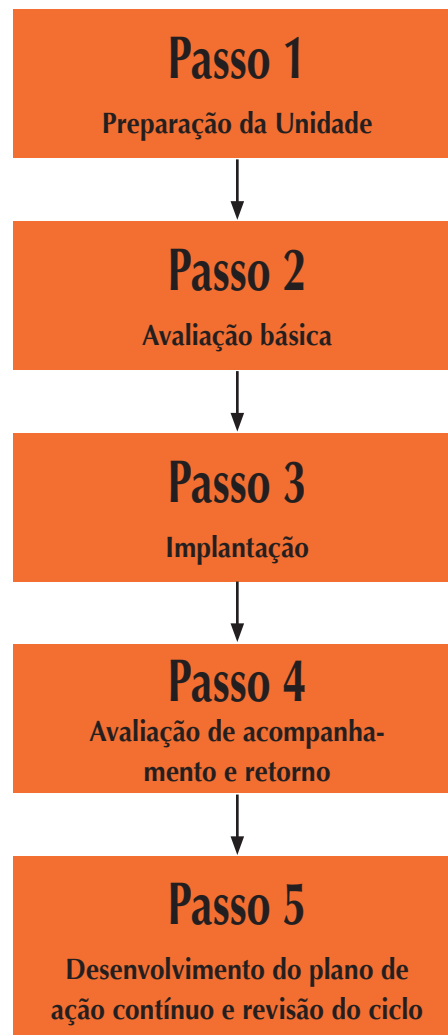 Passo 1
Preparação da Unidade
Passo 2
Avaliação básica
Passo 3
Implantação
Passo 4
Avaliação de acompanha-
mento e retorno
Passo 5
Desenvolvimento do plano de
ação contínuo e revisão do ciclo